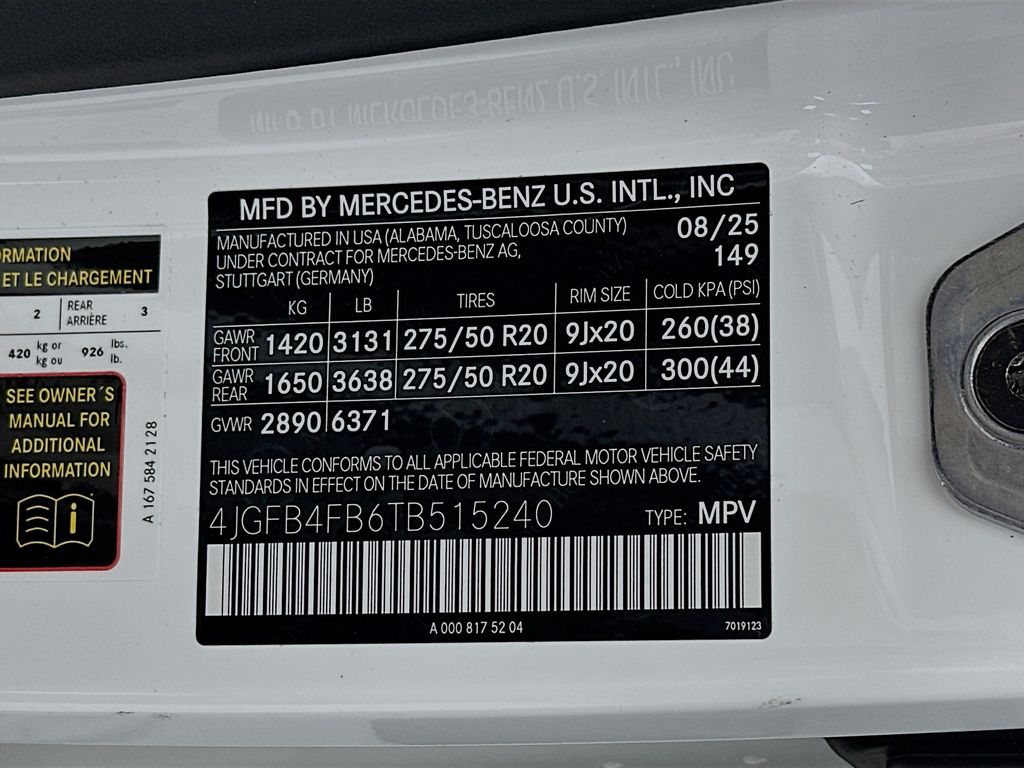 MFD BY MERCEDES-BENZ U.S. INTL., INC
MANUFACTURED IN USA (ALABAMA, TUSCALOOSA COUNTY) 08/25
UNDER CONTRACT FOR MERCEDES-BENZ AG, 149
STUTTGART (GERMANY)
KG LB TIRES RIM SIZE COLD KPA (PSI)
GAWR FRONT 1420 3131 275/50 R20 9Jx20 260(38)
GAWR REAR 1650 3638 275/50 R20 9Jx20 300(44)
GVWR 2890 6371
THIS VEHICLE CONFORMS TO ALL APPLICABLE FEDERAL MOTOR VEHICLE SAFETY
STANDARDS IN EFFECT ON THE DATE OF MANUFACTURE SHOWN ABOVE.
4JGFB4FB6TB515240 TYPE: MPV
A 000 817 52 04 7019123
ORMATION
ET LE CHARGEMENT
2 REAR ARRIÈRE 3
420 kg or kg ou 926 lbs. lb.
SEE OWNER´S
MANUAL FOR
ADDITIONAL
INFORMATION
i
A 167 584 21 28